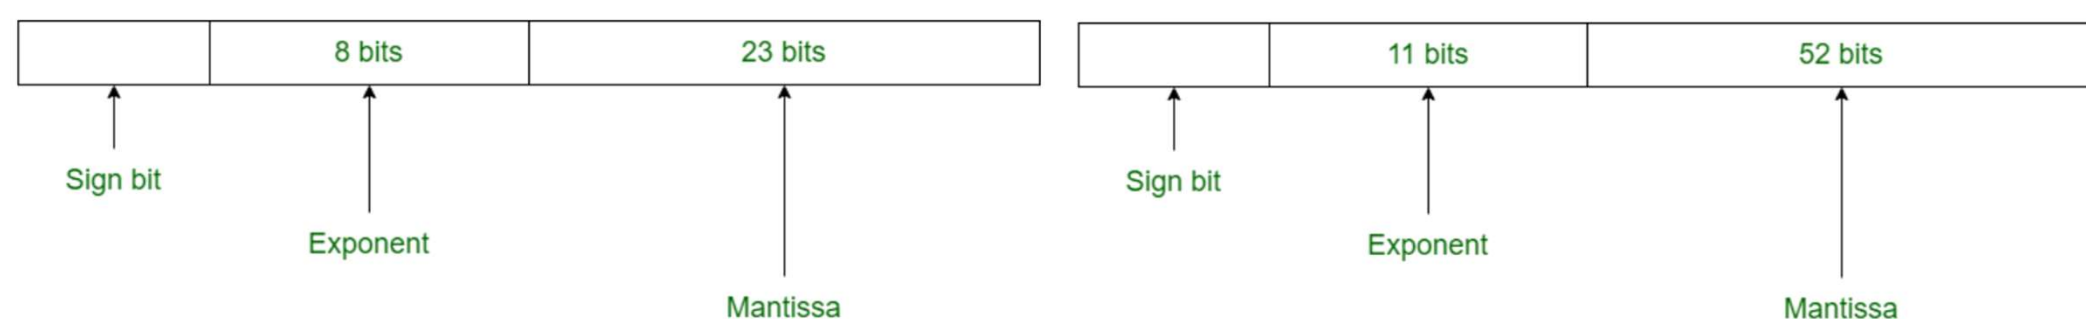 8 bits
23 bits
Sign bit
Exponent
Mantissa
11 bits
52 bits
Sign bit
Exponent
Mantissa